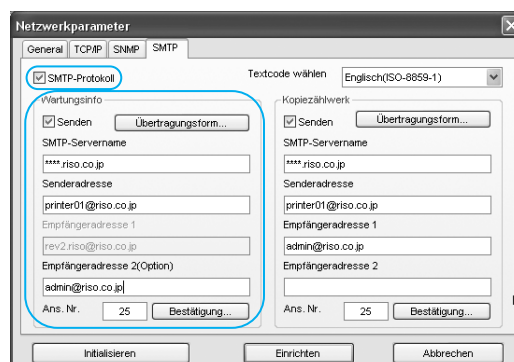 Netzwerkparameter
General TCP/IP SNMP SMTP
SMTP-Protokoll
Textcode wählen Englisch(ISO-8859-1)
Wartungsinfo
Senden Übertragungsform...
SMTP-Servername
****.riso.co.jp
Senderadresse
printer01@riso.co.jp
Empfängeradresse 1
rev2.riso@riso.co.jp
Empfängeradresse 2(Option)
admin@riso.co.jp
Ans. Nr. 25 Bestätigung...
Kopiezählwerk
Senden Übertragungsform...
SMTP-Servername
****.riso.co.jp
Senderadresse
printer01@riso.co.jp
Empfängeradresse 1
admin@riso.co.jp
Empfängeradresse 2
Ans. Nr. 25 Bestätigung...
Initialisieren Einrichten Abbrechen